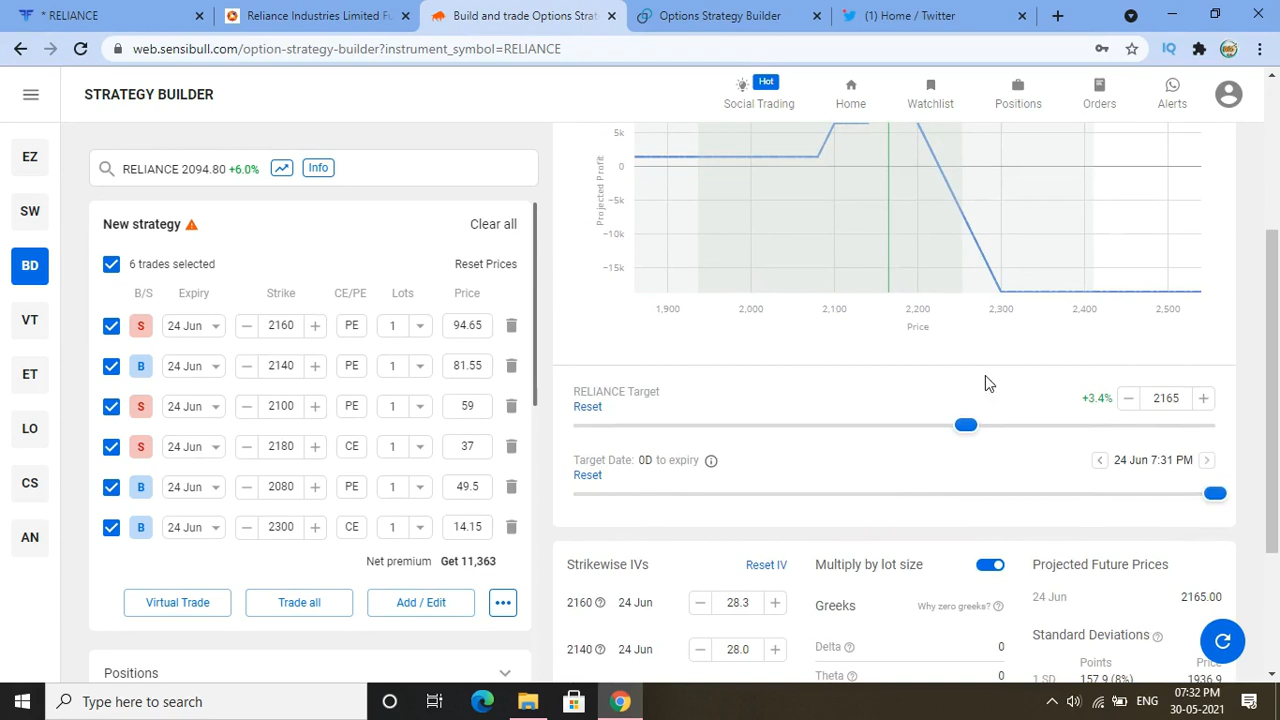 * RELIANCE
Reliance Industries Limited Fi
Build and trade Options Strat
Options Strategy Builder
(1) Home / Twitter
web.sensibull.com/option-strategy-builder?instrument_symbol=RELIANCE
IQ
STRATEGY BUILDER
Hot
Social Trading
Home
Watchlist
Positions
Orders
Alerts
EZ
SW
BD
VT
ET
LO
CS
AN
RELIANCE 2094.80 +6.0%
Info
New strategy
Clear all
6 trades selected
Reset Prices
B/S Expiry Strike CE/PE Lots Price
S 24 Jun − 2160 + PE 1 94.65
B 24 Jun − 2140 + PE 1 81.55
S 24 Jun − 2100 + PE 1 59
S 24 Jun − 2180 + CE 1 37
B 24 Jun − 2080 + PE 1 49.5
B 24 Jun − 2300 + CE 1 14.15
Net premium Get 11,363
Virtual Trade
Trade all
Add / Edit
Positions
Projected Profit
5k
0
−5k
−10k
−15k
1,900 2,000 2,100 2,200 2,300 2,400 2,500
Price
RELIANCE Target
Reset
+3.4% − 2165 +
Target Date: 0D to expiry
Reset
< 24 Jun 7:31 PM >
Strikewise IVs Reset IV
2160 24 Jun − 28.3 +
2140 24 Jun − 28.0 +
Multiply by lot size
Greeks Why zero greeks?
Delta 0
Theta 0
Projected Future Prices
24 Jun 2165.00
Standard Deviations
Points Price
1 SD 157.9 (8%) 1936.9
Type here to search
ENG
07:32 PM
30-05-2021